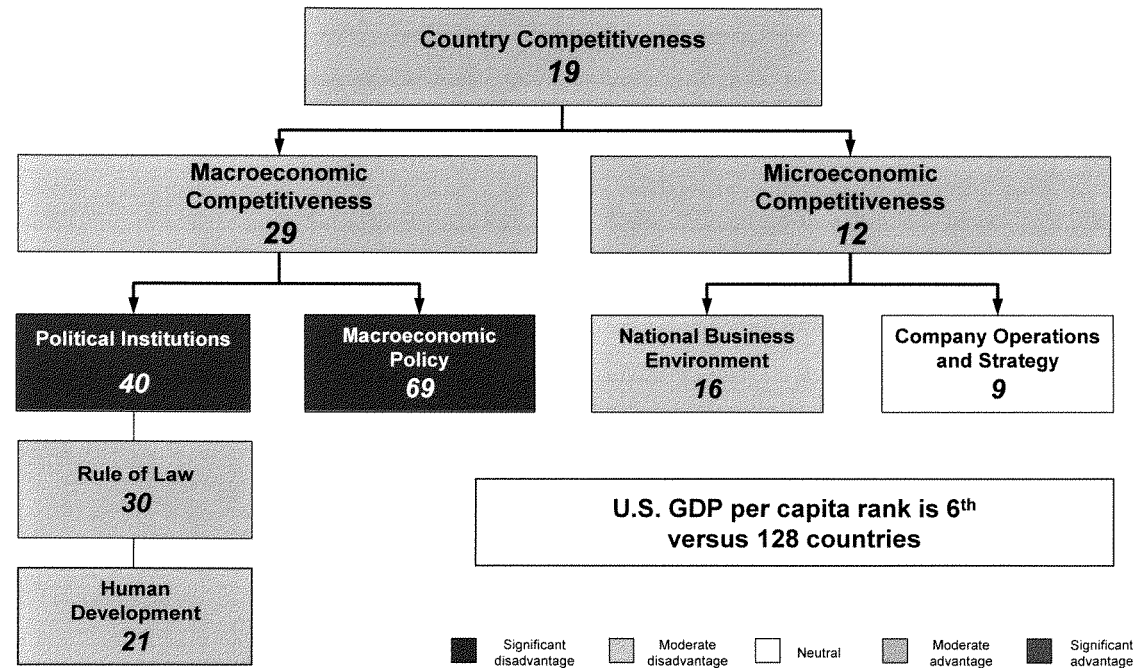 Country Competitiveness
19
Macroeconomic
Competitiveness
29
Microeconomic
Competitiveness
12
Political Institutions
40
Macroeconomic
Policy
69
National Business
Environment
16
Company Operations
and Strategy
9
Rule of Law
30
Human
Development
21
U.S. GDP per capita rank is 6th
versus 128 countries
Significant
disadvantage
Moderate
disadvantage
Neutral
Moderate
advantage
Significant
advantage